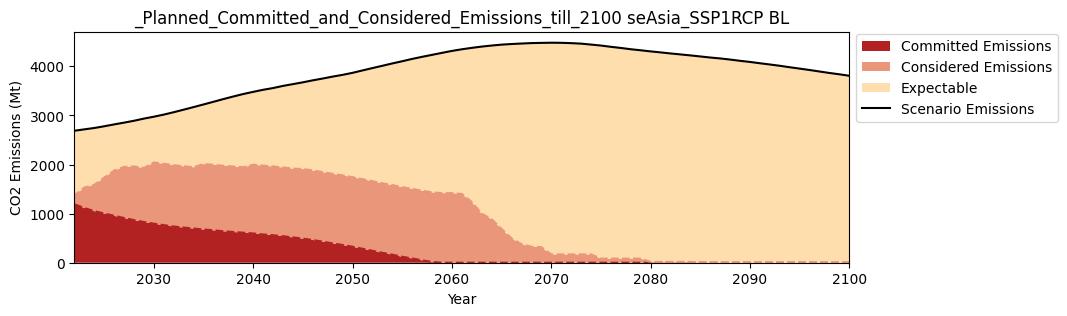 _Planned_Committed_and_Considered_Emissions_till_2100 seAsia_SSP1RCP BL
CO2 Emissions (Mt)
4000
3000
2000
1000
0
2030 2040 2050 2060 2070 2080 2090 2100
Year
Committed Emissions
Considered Emissions
Expectable
Scenario Emissions